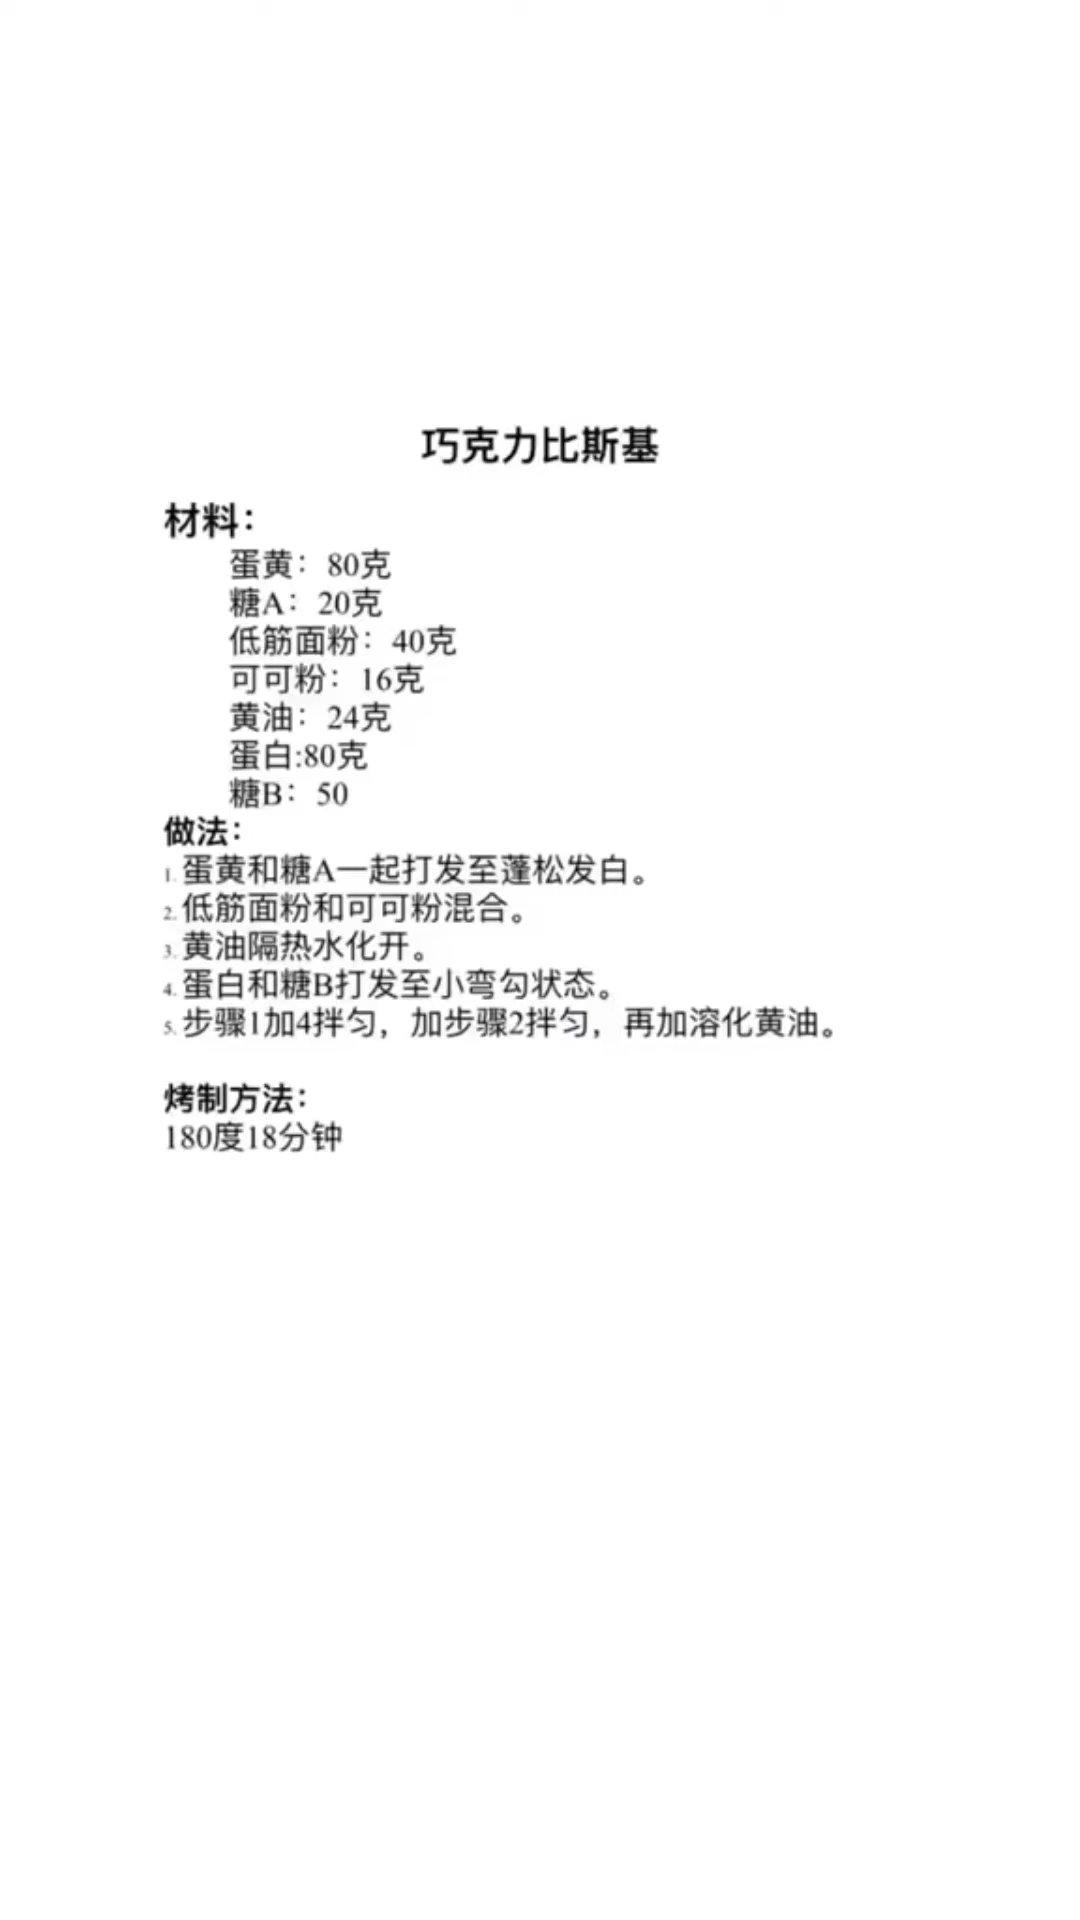 巧克力比斯基
材料：
蛋黄：80克
糖A：20克
低筋面粉：40克
可可粉：16克
黄油：24克
蛋白:80克
糖B：50
做法：
1. 蛋黄和糖A一起打发至蓬松发白。
2. 低筋面粉和可可粉混合。
3. 黄油隔热水化开。
4. 蛋白和糖B打发至小弯勾状态。
5. 步骤1加4拌匀，加步骤2拌匀，再加溶化黄油。
烤制方法：
180度18分钟